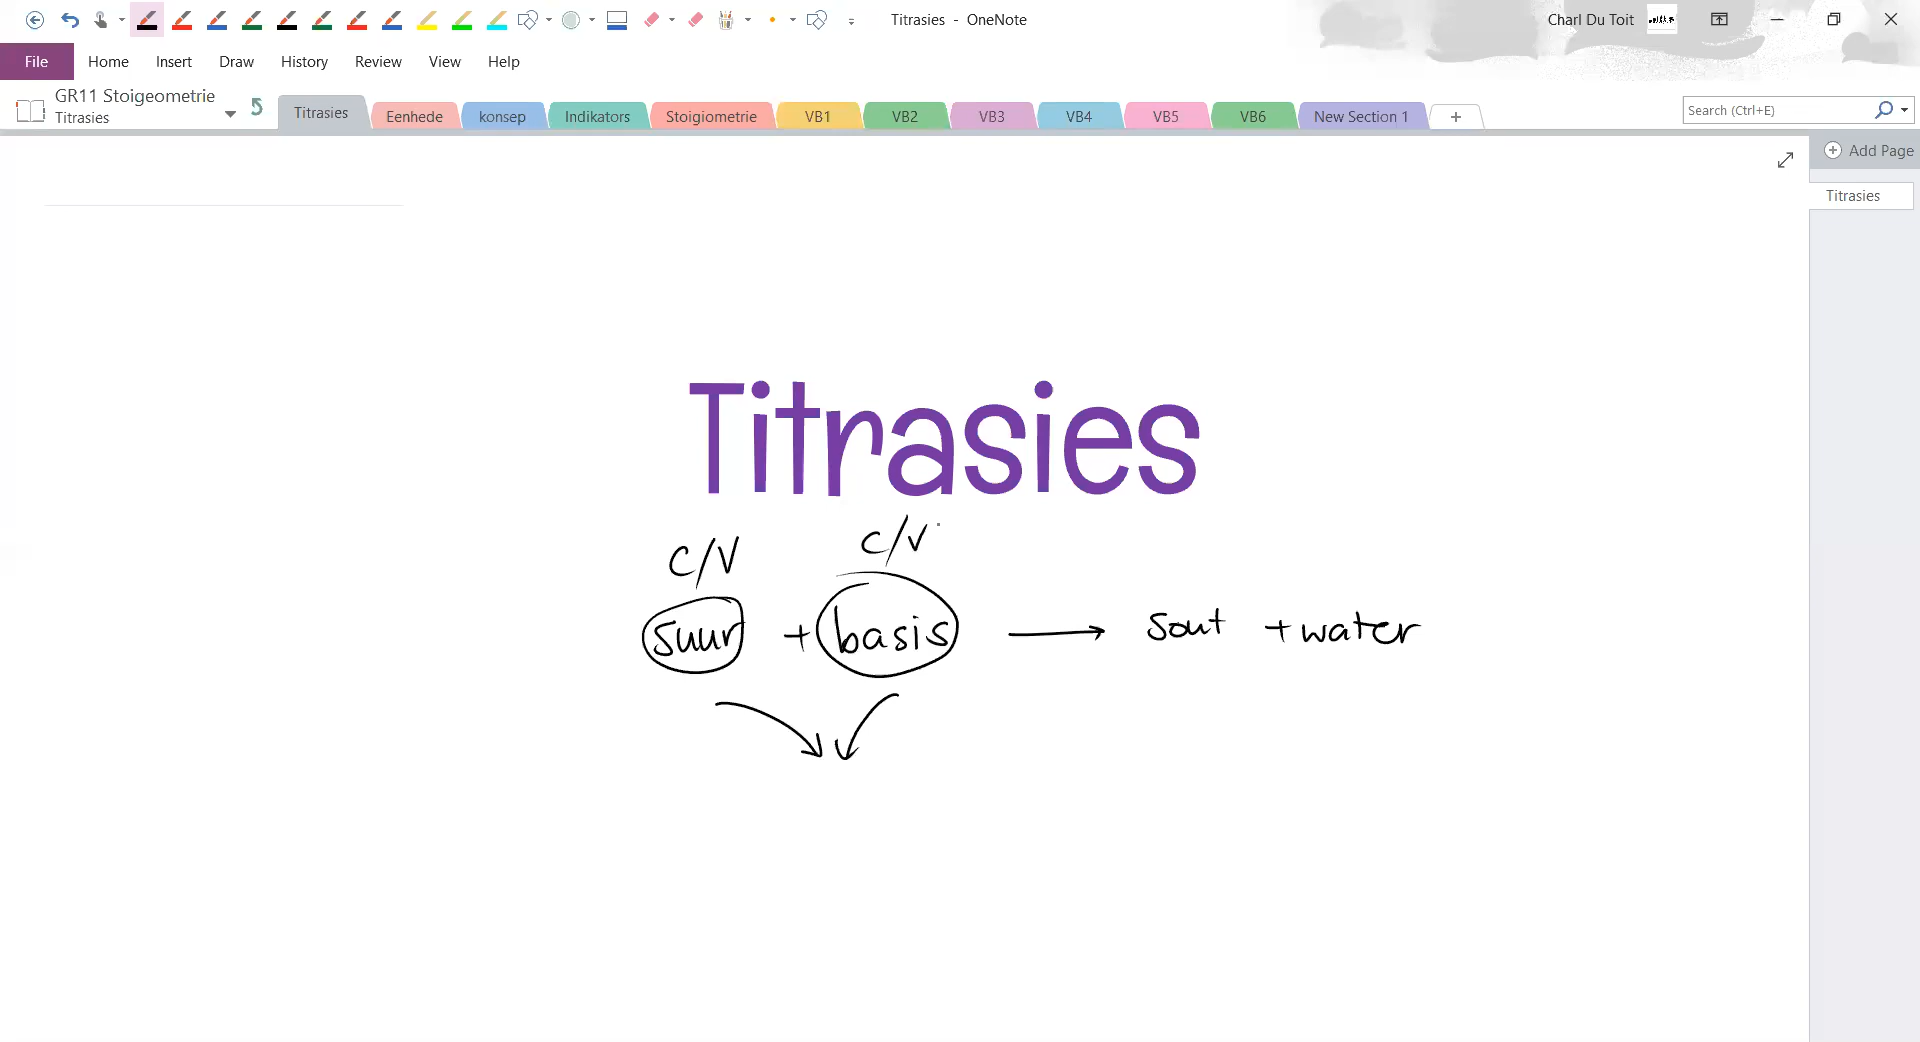 Titrasies - OneNote
Charl Du Toit
File Home Insert Draw History Review View Help
GR11 Stoigeometrie
Titrasies
Titrasies Eenhede konsep Indikators Stoigiometrie VB1 VB2 VB3 VB4 VB5 VB6 New Section 1 +
Search (Ctrl+E)
Add Page
Titrasies
Titrasies
C/V C/V
suur + basis → sout + water